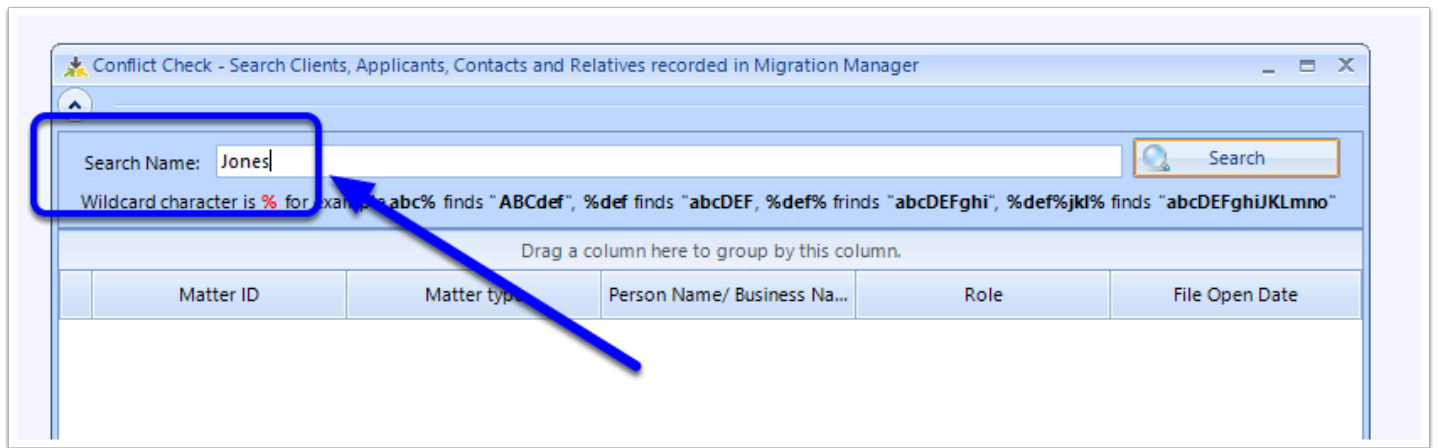 Conflict Check - Search Clients, Applicants, Contacts and Relatives recorded in Migration Manager
Search Name: Jones Search
Wildcard character is % for example abc% finds "ABCdef", %def finds "abcDEF, %def% frinds "abcDEFghi", %def%jkl% finds "abcDEFghiJKLmno"
Drag a column here to group by this column.
Matter ID Matter type Person Name/ Business Na... Role File Open Date